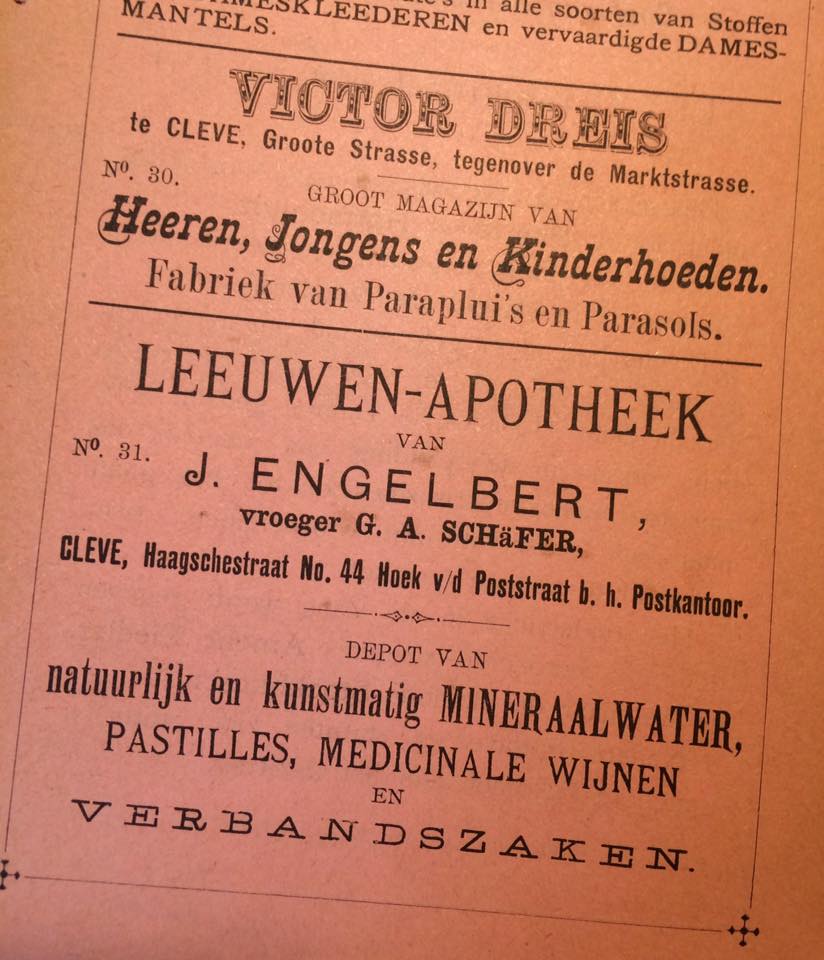 in alle soorten van Stoffen
DAMESKLEEDEREN en vervaardigde DAMES-
MANTELS.
VICTOR DREIS
te CLEVE, Groote Strasse, tegenover de Marktstrasse.
No. 30.
GROOT MAGAZIJN VAN
Heeren, Jongens en Kinderhoeden.
Fabriek van Paraplui's en Parasols.
LEEUWEN-APOTHEEK
VAN
No. 31.
J. ENGELBERT,
vroeger G. A. SCHäFER,
CLEVE, Haagschestraat No. 44 Hoek v/d Poststraat b. h. Postkantoor.
DEPOT VAN
natuurlijk en kunstmatig MINERAALWATER,
PASTILLES, MEDICINALE WIJNEN
EN
VERBANDSZAKEN.